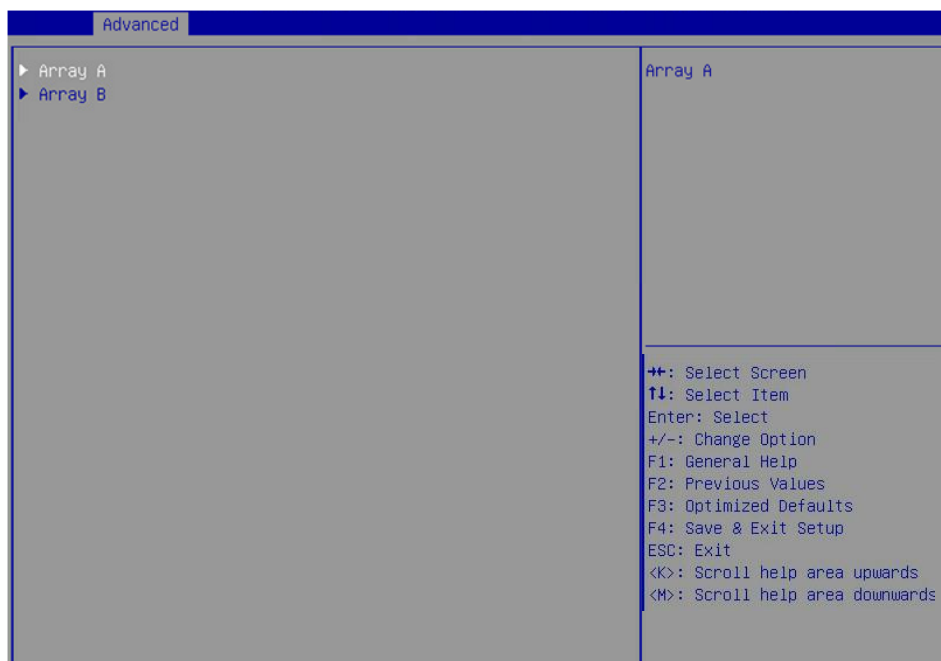 Advanced
Array A
Array B
Array A
→←: Select Screen
↑↓: Select Item
Enter: Select
+/-: Change Option
F1: General Help
F2: Previous Values
F3: Optimized Defaults
F4: Save & Exit Setup
ESC: Exit
<K>: Scroll help area upwards
<M>: Scroll help area downwards